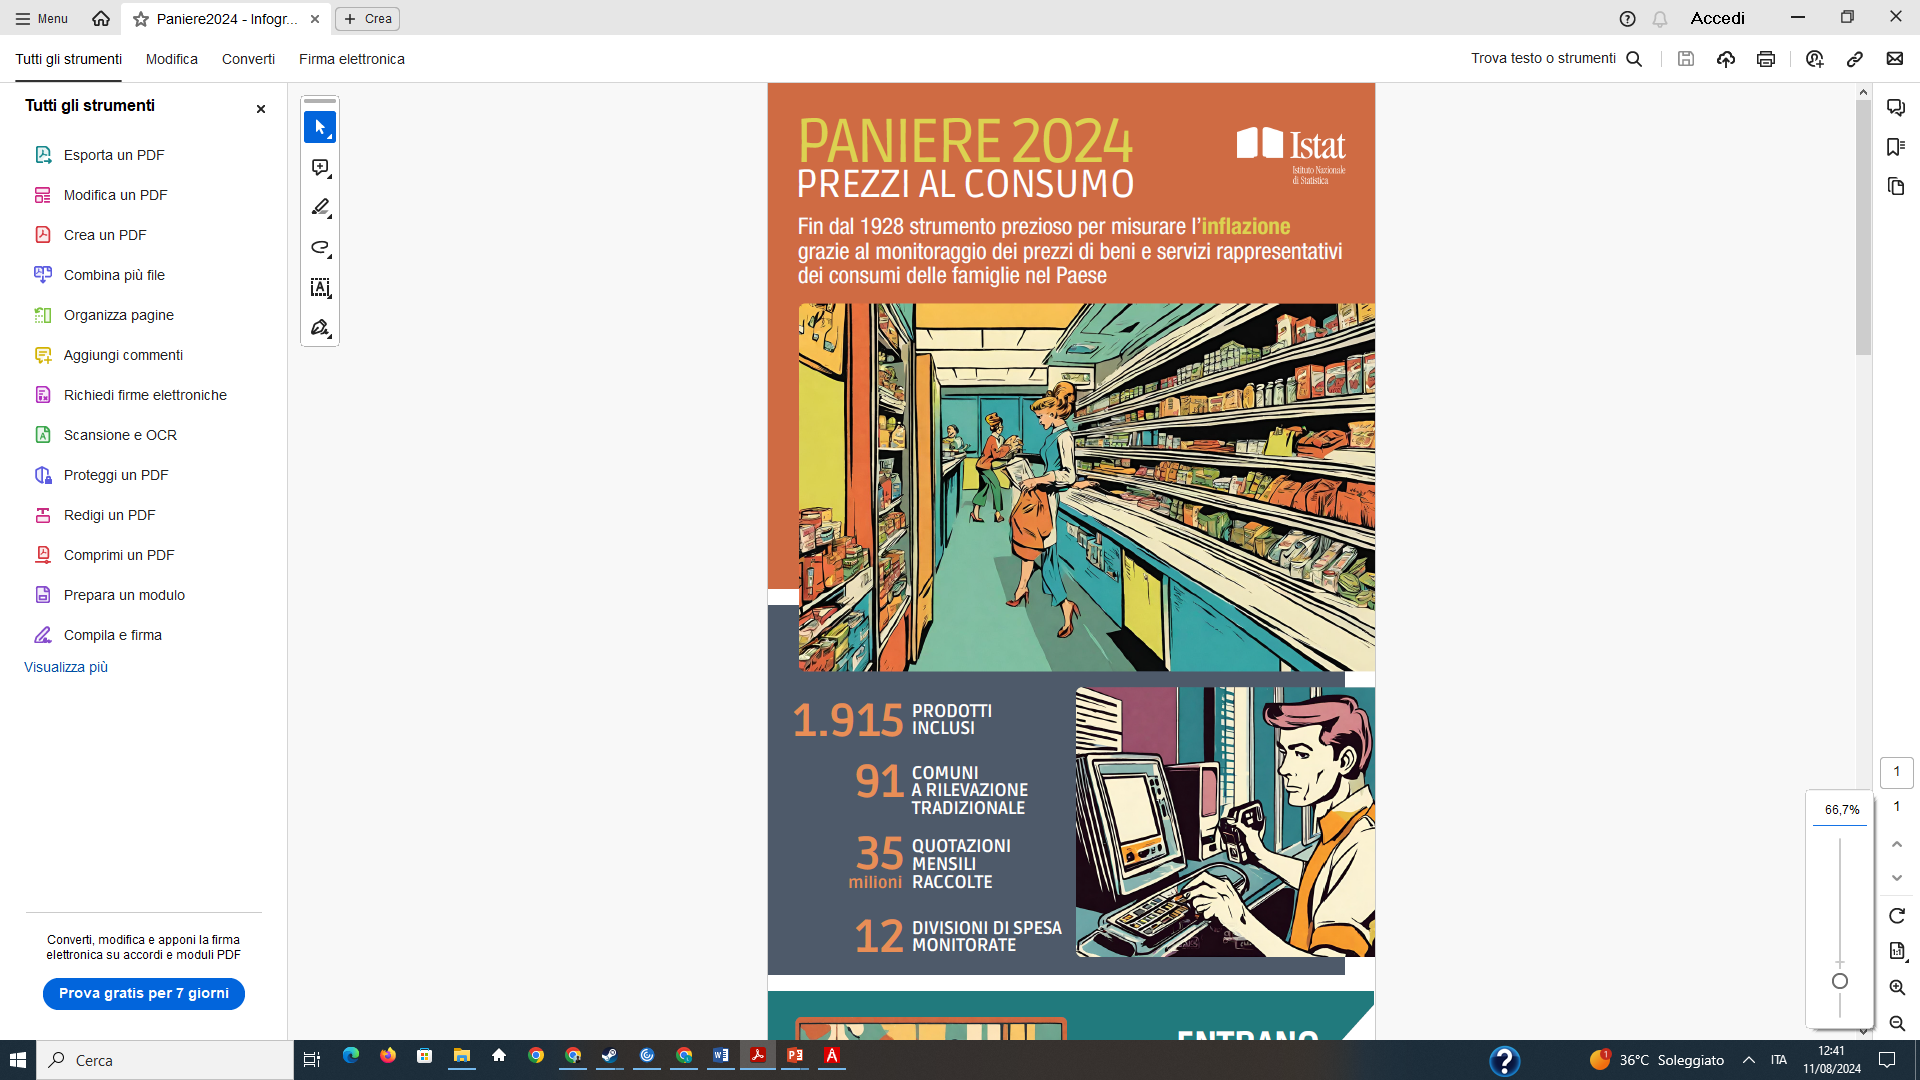 Menu
Paniere2024 - Infogr...
Crea
Accedi
Tutti gli strumenti
Modifica
Converti
Firma elettronica
Trova testo o strumenti
Tutti gli strumenti
Esporta un PDF
Modifica un PDF
Crea un PDF
Combina più file
Organizza pagine
Aggiungi commenti
Richiedi firme elettroniche
Scansione e OCR
Proteggi un PDF
Redigi un PDF
Comprimi un PDF
Prepara un modulo
Compila e firma
Visualizza più
Converti, modifica e apponi la firma
elettronica su accordi e moduli PDF
Prova gratis per 7 giorni
PANIERE 2024
PREZZI AL CONSUMO
Istat
Istituto Nazionale
di Statistica
Fin dal 1928 strumento prezioso per misurare l'inflazione
grazie al monitoraggio dei prezzi di beni e servizi rappresentativi
dei consumi delle famiglie nel Paese
1.915 PRODOTTI
INCLUSI
91 COMUNI
A RILEVAZIONE
TRADIZIONALE
35 QUOTAZIONI
MENSILI
milioni RACCOLTE
12 DIVISIONI DI SPESA
MONITORATE
ENTRANO
1
1
66,7%
Cerca
1
36°C Soleggiato
ITA
12:41
11/08/2024